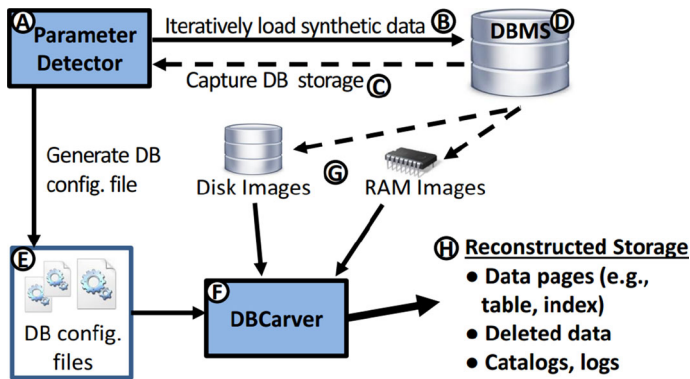 A
Parameter
Detector
Iteratively load synthetic data B
DBMS D
Capture DB storage C
Generate DB
config. file
G
Disk Images
RAM Images
E
DB config.
files
F
DBCarver
H Reconstructed Storage
● Data pages (e.g.,
table, index)
● Deleted data
● Catalogs, logs